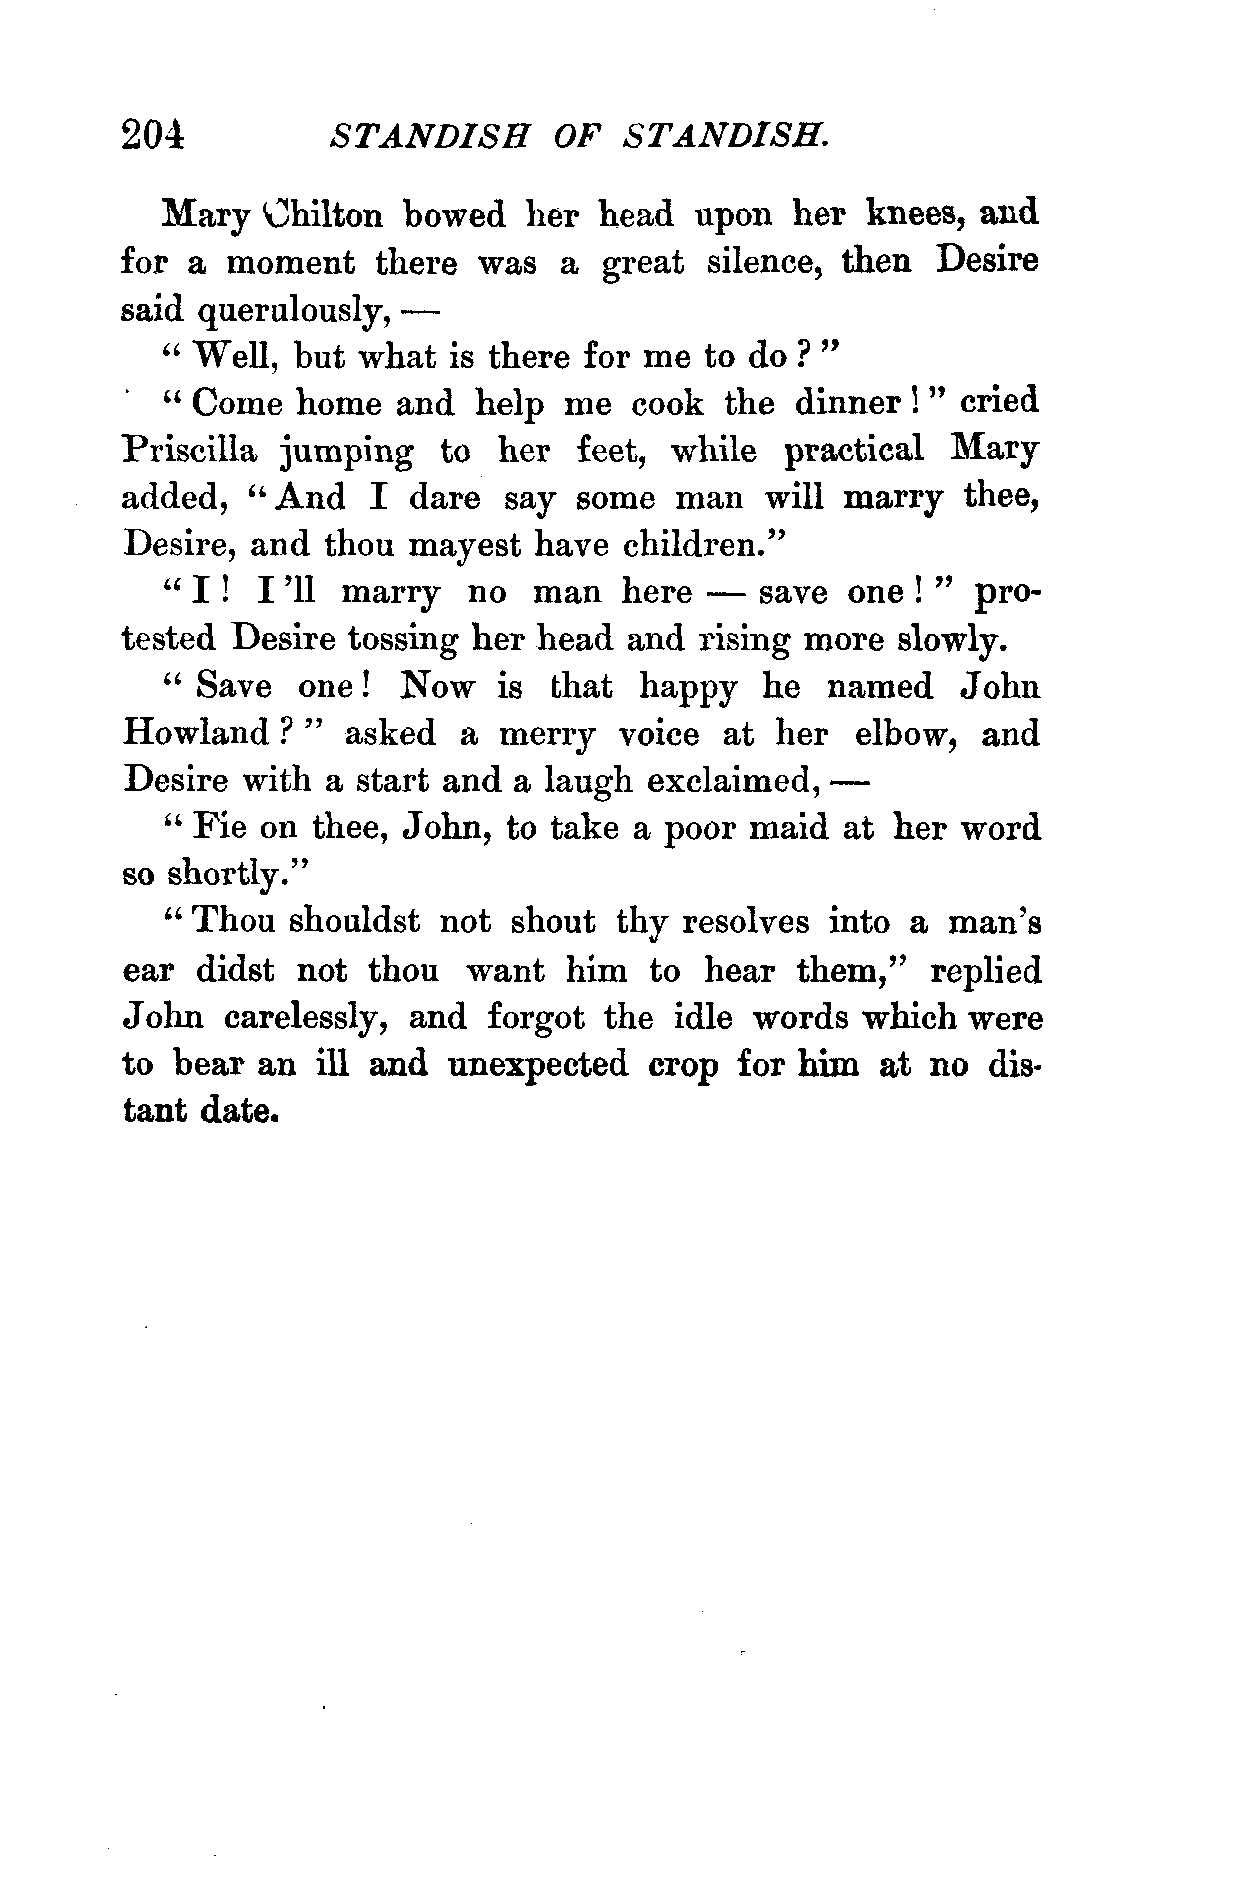 204 STANDISH OF STANDISH.
Mary Chilton bowed her head upon her knees, and
for a moment there was a great silence, then Desire
said querulously, —
" Well, but what is there for me to do ? "
" Come home and help me cook the dinner ! " cried
Priscilla jumping to her feet, while practical Mary
added, " And I dare say some man will marry thee,
Desire, and thou mayest have children."
" I ! I 'll marry no man here — save one ! " pro-
tested Desire tossing her head and rising more slowly.
" Save one ! Now is that happy he named John
Howland ? " asked a merry voice at her elbow, and
Desire with a start and a laugh exclaimed, —
" Fie on thee, John, to take a poor maid at her word
so shortly."
" Thou shouldst not shout thy resolves into a man's
ear didst not thou want him to hear them," replied
John carelessly, and forgot the idle words which were
to bear an ill and unexpected crop for him at no dis-
tant date.